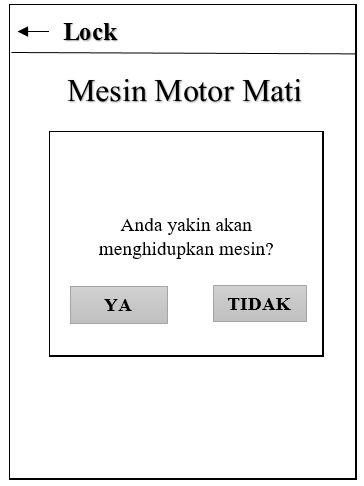 Lock
Mesin Motor Mati
Anda yakin akan
menghidupkan mesin?
YA
TIDAK